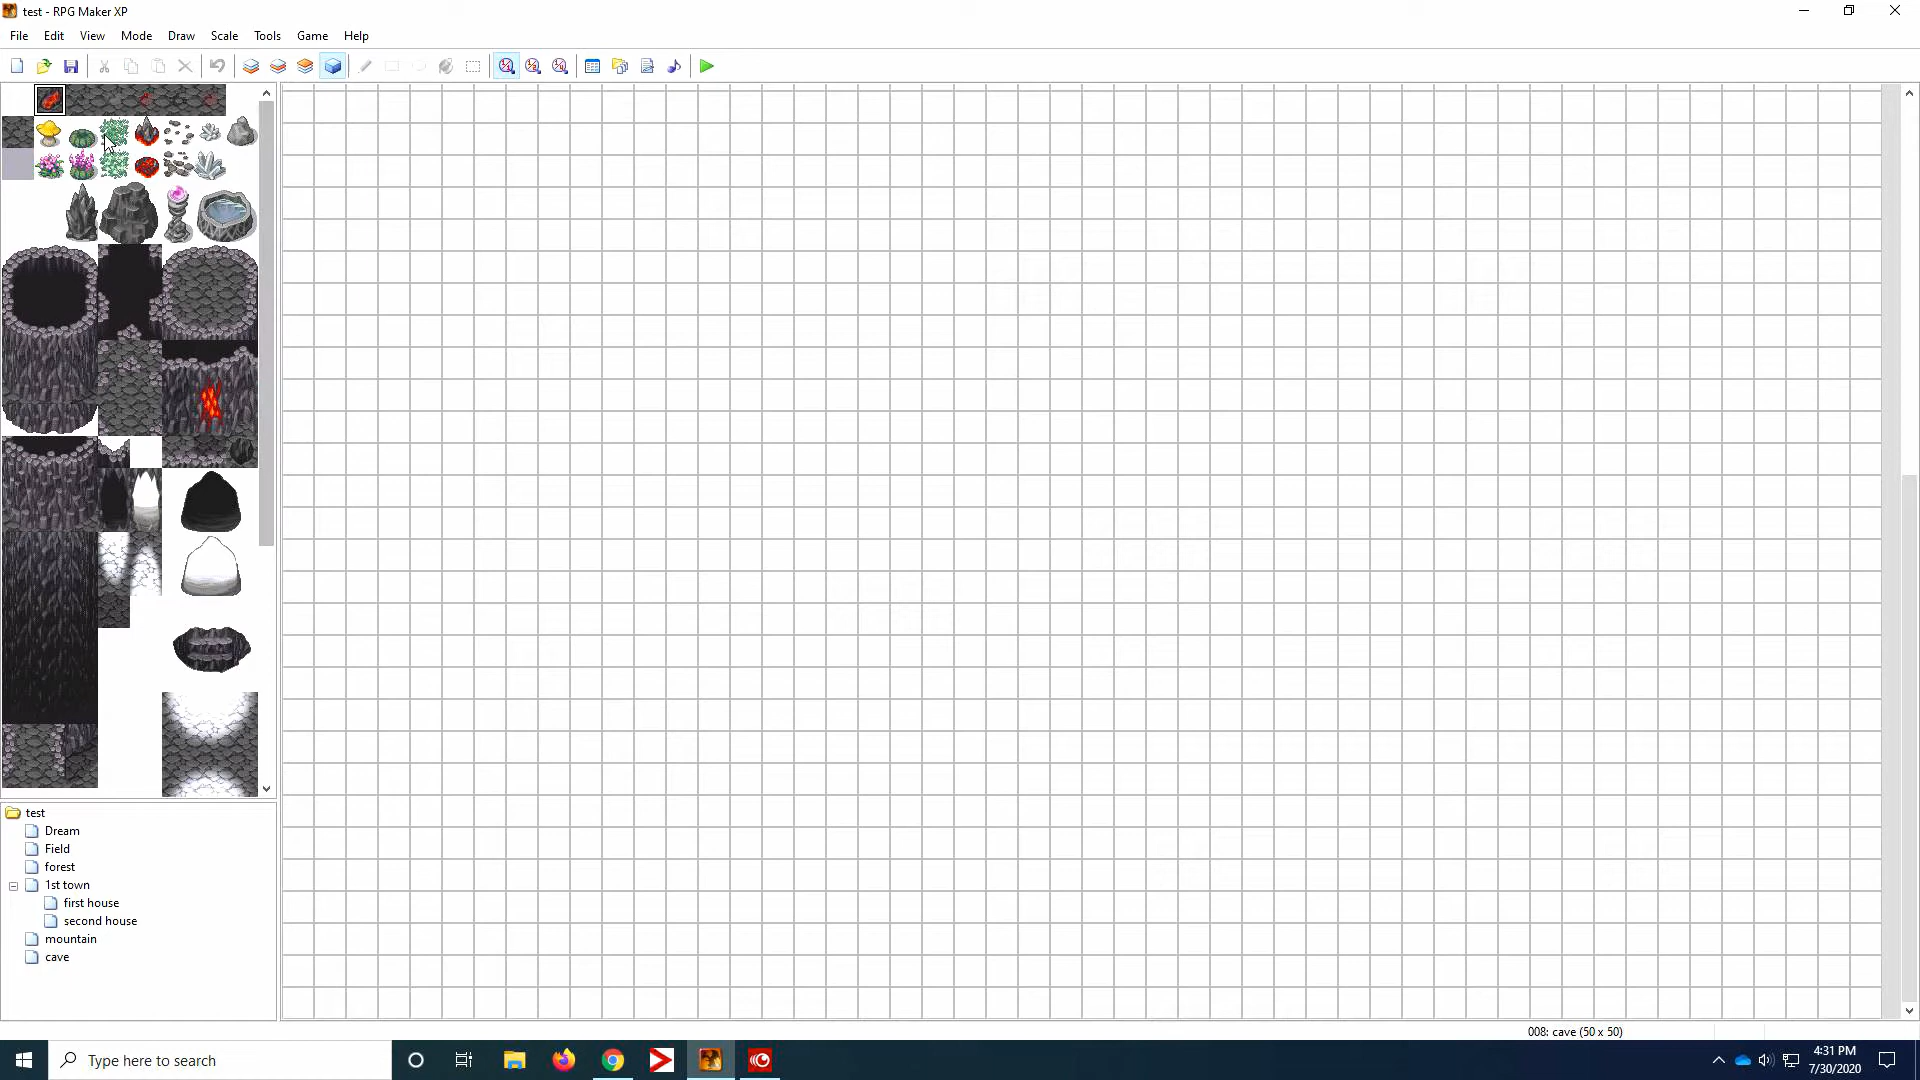 test - RPG Maker XP
File Edit View Mode Draw Scale Tools Game Help
test
Dream
Field
forest
1st town
first house
second house
mountain
cave
008: cave (50 x 50)
Type here to search
4:31 PM
7/30/2020